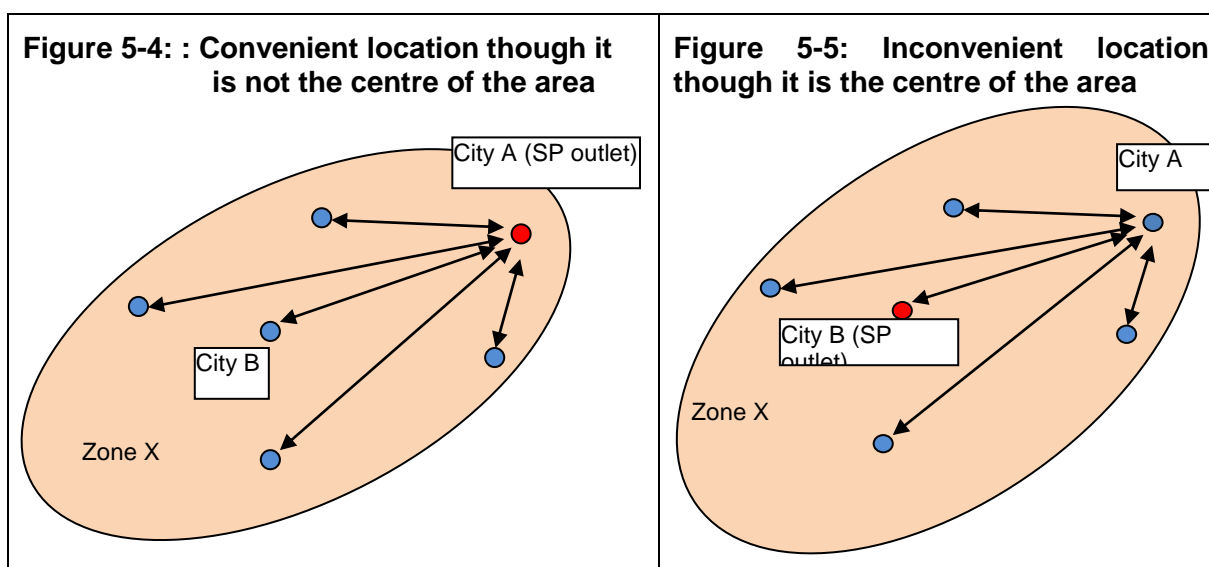 Figure 5-4: : Convenient location though it
is not the centre of the area
City A (SP outlet)
City B
Zone X
Figure 5-5: Inconvenient location
though it is the centre of the area
City A
City B (SP
outlet)
Zone X